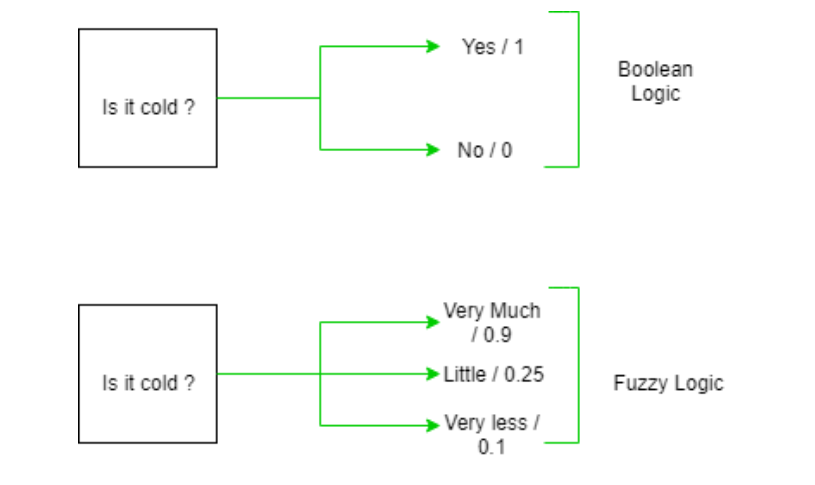 Is it cold ?
Yes / 1
No / 0
Boolean
Logic
Is it cold ?
Very Much
/ 0.9
Little / 0.25
Very less /
0.1
Fuzzy Logic